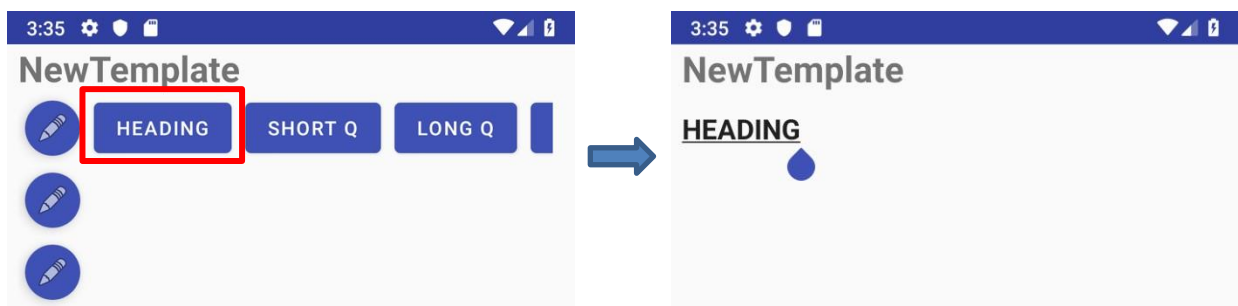 3:35
NewTemplate
HEADING SHORT Q LONG Q
3:35
NewTemplate
HEADING